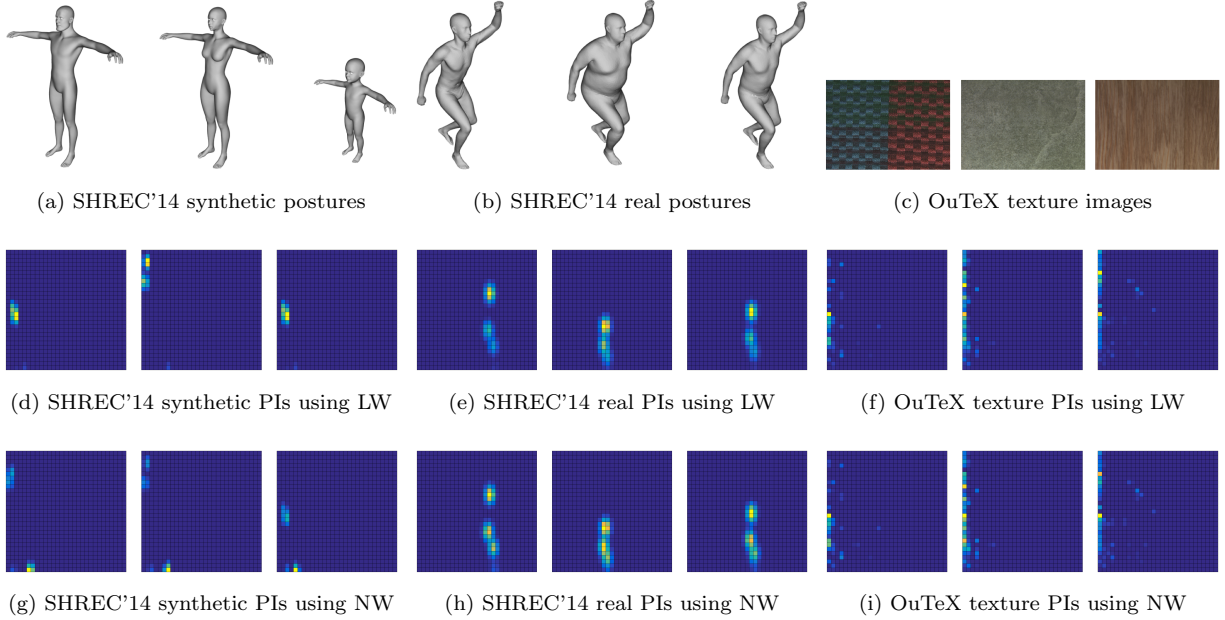 (a) SHREC'14 synthetic postures
(b) SHREC'14 real postures
(c) OuTeX texture images
(d) SHREC'14 synthetic PIs using LW
(e) SHREC'14 real PIs using LW
(f) OuTeX texture PIs using LW
(g) SHREC'14 synthetic PIs using NW
(h) SHREC'14 real PIs using NW
(i) OuTeX texture PIs using NW